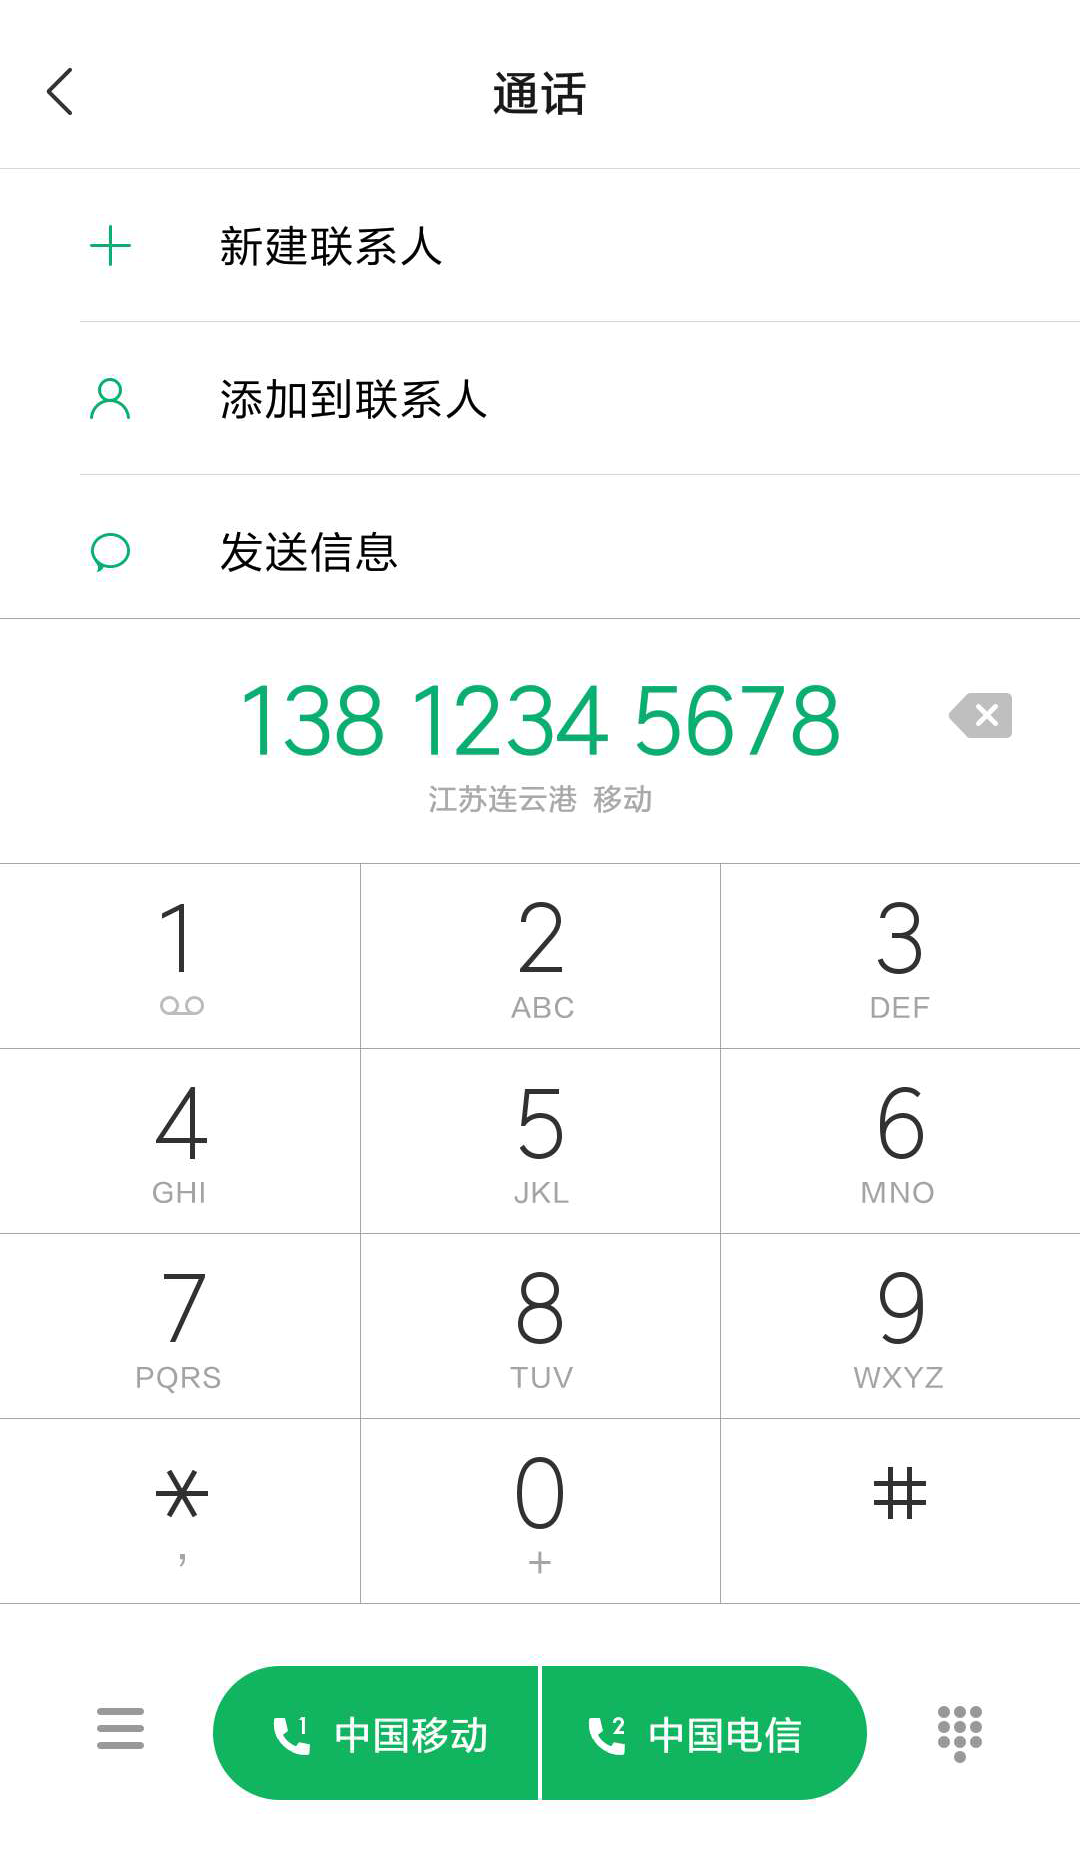 通话
新建联系人
添加到联系人
发送信息
138 1234 5678
江苏连云港 移动
1 2 3
ABC DEF
4 5 6
GHI JKL MNO
7 8 9
PQRS TUV WXYZ
* 0 #
, +
1 中国移动 2 中国电信